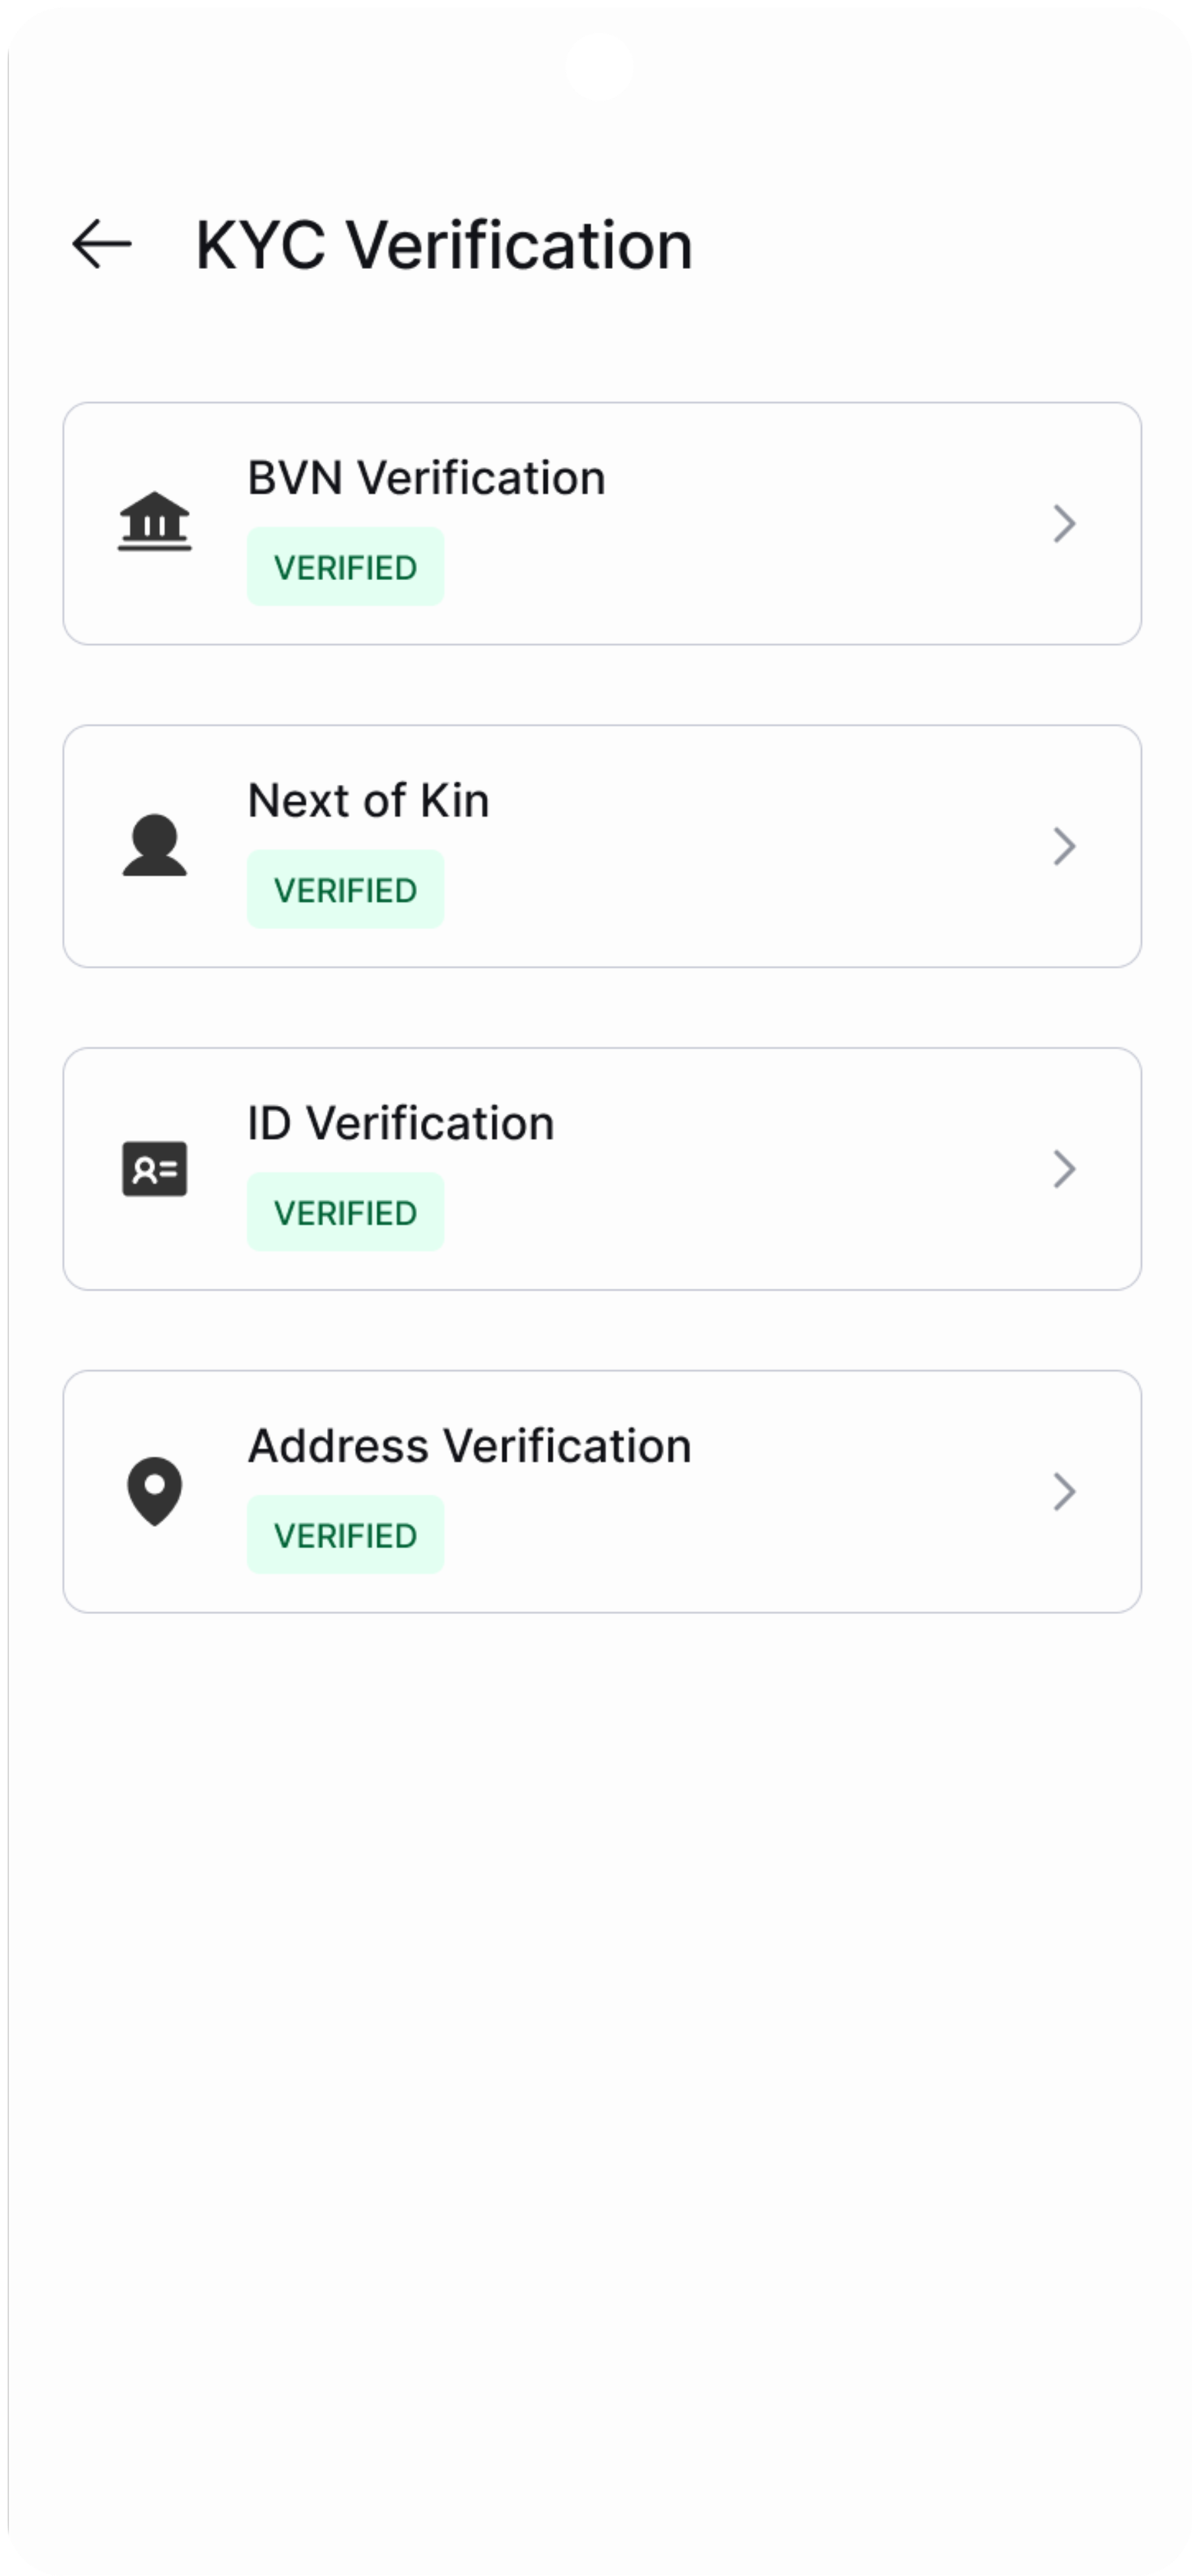 KYC Verification
BVN Verification
VERIFIED
Next of Kin
VERIFIED
ID Verification
VERIFIED
Address Verification
VERIFIED